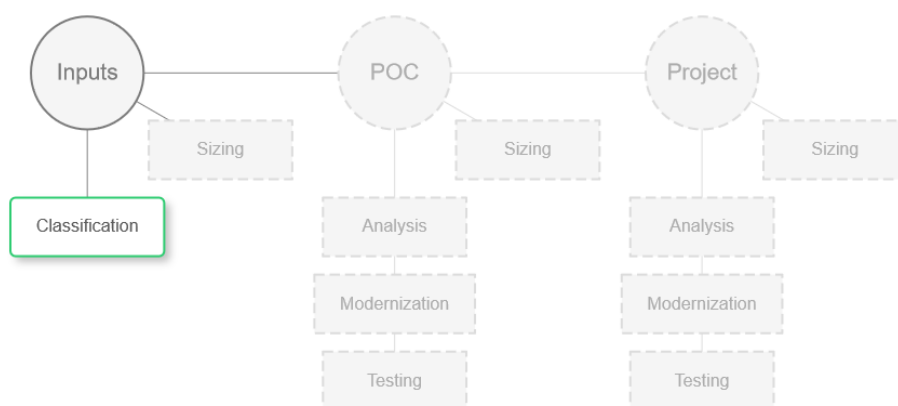 Inputs
POC
Project
Sizing
Sizing
Sizing
Classification
Analysis
Analysis
Modernization
Modernization
Testing
Testing